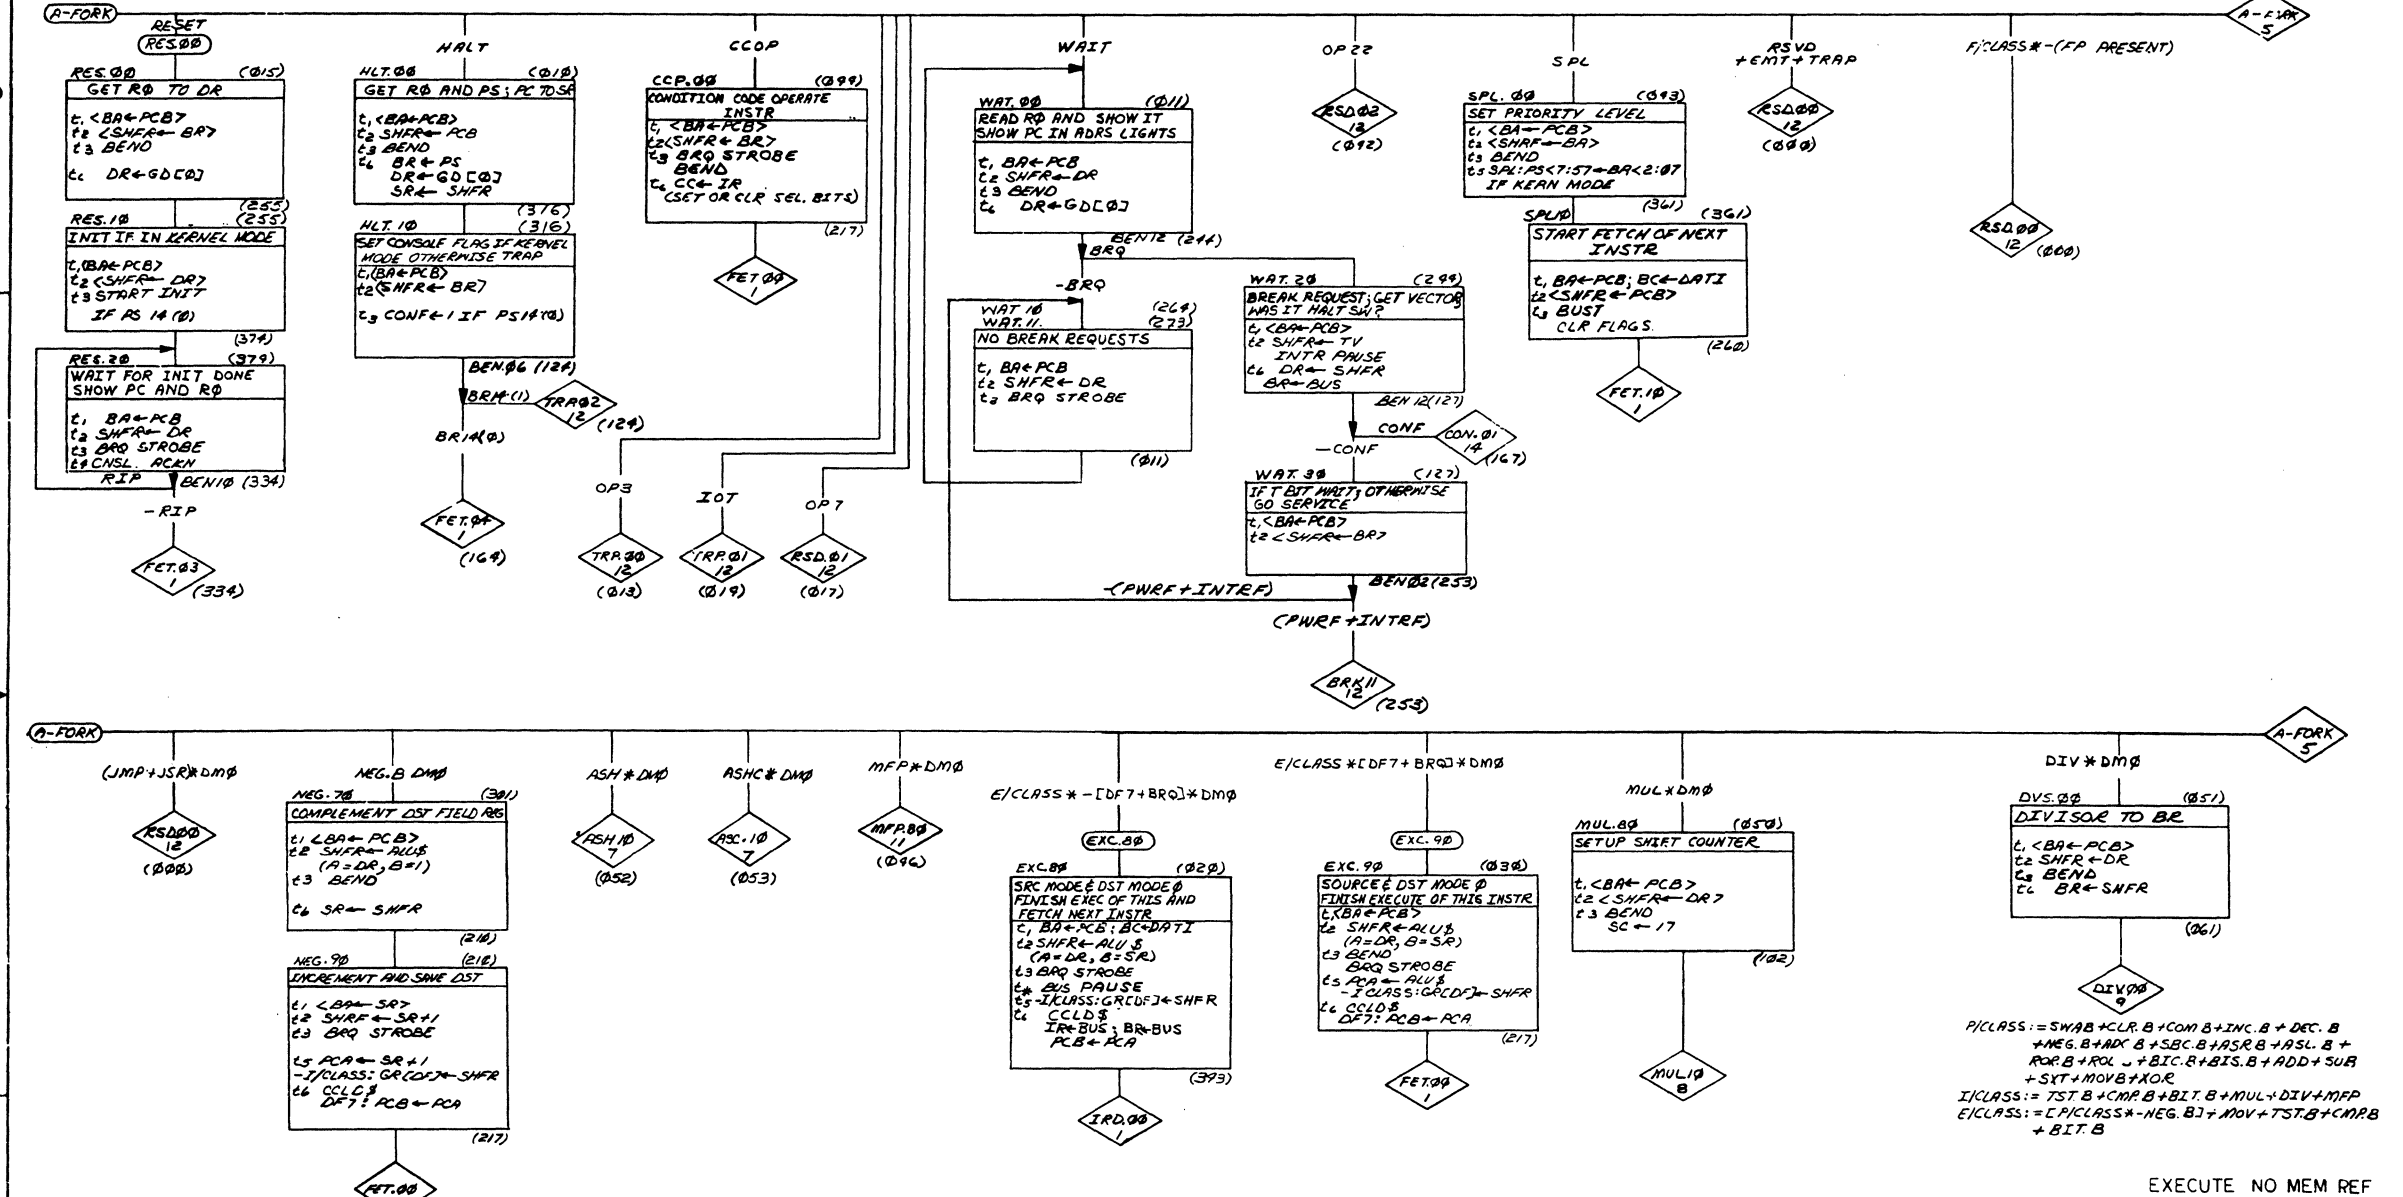 A-FORK
RESET
RES.00
RES.00 (015)
GET R0 TO DR
t1 <BA←PCB>
t2 <SHFR←BR>
t3 BEND
t6 DR←GD[0]
(255)
RES.10 (255)
INIT IF IN KERNEL MODE
t1 <BA←PCB>
t2 <SHFR←DR>
t3 START INIT
IF PS 14 (0)
(374)
RES.20 (374)
WAIT FOR INIT DONE
SHOW PC AND R0
t1 BA←PCB
t2 SHFR←DR
t3 BRQ STROBE
t4 CNSL. ACKN
RIP BEN10 (334)
-RIP
FET.03
1
(334)
HALT
HLT.00 (010)
GET R0 AND PS; PC TO SR
t1 <BA←PCB>
t2 SHFR←PCB
t3 BEND
t6 BR←PS
DR←GD[0]
SR←SHFR
(316)
HLT.10 (316)
SET CONSOLE FLAG IF KERNEL
MODE OTHERWISE TRAP
t1 <BA←PCB>
t2 <SHFR←BR>
t3 CONF←1 IF PS14(0)
BEN.06 (124)
BR14(1)
TRP.02
12
(124)
BR14(0)
FET.04
1
(164)
CCOP
CCP.00 (044)
CONDITION CODE OPERATE
INSTR
t1 <BA←PCB>
t2 <SHFR←BR>
t3 BRQ STROBE
BEND
t6 CC←IR
(SET OR CLR SEL. BITS)
(217)
FET.00
1
OP3
TRP.00
12
(013)
IOT
TRP.01
12
(014)
OP7
RSD.01
12
(017)
WAIT
WAT.00 (011)
READ R0 AND SHOW IT
SHOW PC IN ADRS LIGHTS
t1 BA←PCB
t2 SHFR←DR
t3 BEND
t6 DR←GD[0]
BEN12 (244)
BRQ
-BRQ
WAT 10 (264)
WAT.11. (273)
NO BREAK REQUESTS
t1 BA←PCB
t2 SHFR←DR
t3 BRQ STROBE
(011)
OP22
RSD.02
12
(042)
WAT.20 (244)
BREAK REQUEST; GET VECTOR;
WAS IT HALT SW?
t1 <BA←PCB>
t2 SHFR←TV
INTR PAUSE
t6 DR←SHFR
BR←BUS
BEN12(127)
CONF
CON.01
14
(167)
-CONF
WAT.30 (127)
IF T BIT WAIT; OTHERWISE
GO SERVICE
t1 <BA←PCB>
t2 <SHFR←BR>
BEN02(253)
-(PWRF+INTRF)
(PWRF+INTRF)
BRK11
12
(253)
SPL
SPL.00 (043)
SET PRIORITY LEVEL
t1 <BA←PCB>
t2 <SHRF←BA>
t3 BEND
t5 SPL:PS<7:5>←BR<2:0>
IF KERN MODE
(361)
SPL10 (361)
START FETCH OF NEXT
INSTR
t1 BA←PCB; BC←DATI
t2 <SHFR←PCB>
t3 BUST
CLR FLAGS.
(260)
FET.10
1
RSVD
+EMT+TRAP
RSD.00
12
(000)
F/CLASS*-(FP PRESENT)
RSD.00
12
(000)
A-FORK
5
A-FORK
(JMP+JSR)*DM0
RSD.00
12
(000)
NEG.B DM0
NEG.70 (301)
COMPLEMENT DST FIELD REG
t1 <BA←PCB>
t2 SHFR←ALU$
(A=DR, B=1)
t3 BEND
t6 SR←SHFR
(210)
NEG.90 (210)
INCREMENT AND SAVE DST
t1 <BA←SR>
t2 SHRF←SR+1
t3 BRQ STROBE
t5 PCA←SR+1
-I/CLASS: GR[DF]←SHFR
t6 CCLD$
DF7: PCB←PCA
(217)
FET.00
ASH*DM0
ASH10
7
(052)
ASHC*DM0
ASC.10
7
(053)
MFP*DM0
MFP.80
11
(046)
E/CLASS*-[DF7+BRQ]*DM0
EXC.80
EXC.80 (020)
SRC MODE & DST MODE 0
FINISH EXEC OF THIS AND
FETCH NEXT INSTR
t1 BA←PCB; BC←DATI
t2 SHFR←ALU$
(A=DR, B=SR)
t3 BRQ STROBE
t* BUS PAUSE
t5 -I/CLASS:GR[DF]←SHFR
t6 CCLD$
IR←BUS; BR←BUS
PCB←PCA
(343)
IRD.00
1
E/CLASS*[DF7+BRQ]*DM0
EXC.90
EXC.90 (030)
SOURCE & DST MODE 0
FINISH EXECUTE OF THIS INSTR
t1 <BA←PCB>
t2 SHFR←ALU$
(A=DR, B=SR)
t3 BEND
BRQ STROBE
t5 PCA←ALU$
-I CLASS:GR[DF]←SHFR
t6 CCLD$
DF7: PCB←PCA
(217)
FET.00
1
MUL*DM0
MUL.80 (050)
SETUP SHIFT COUNTER
t1 <BA←PCB>
t2 <SHFR←DR>
t3 BEND
SC←17
(102)
MUL10
8
DIV*DM0
DVS.00 (051)
DIVISOR TO BR
t1 <BA←PCB>
t2 SHFR←DR
t3 BEND
t6 BR←SHFR
(061)
DIV.00
9
A-FORK
5
P/CLASS:=SWAB+CLR.B+COM B+INC.B+DEC.B
+NEG.B+ADC B+SBC.B+ASR.B+ASL.B+
ROR.B+ROL +BIC.B+BIS.B+ADD+SUB
+SXT+MOVB+XOR
I/CLASS:= TST.B+CMP.B+BIT.B+MUL+DIV+MFP
E/CLASS:=[P/CLASS*-NEG.B]+MOV+TST.B+CMP.B
+BIT.B
EXECUTE NO MEM REF